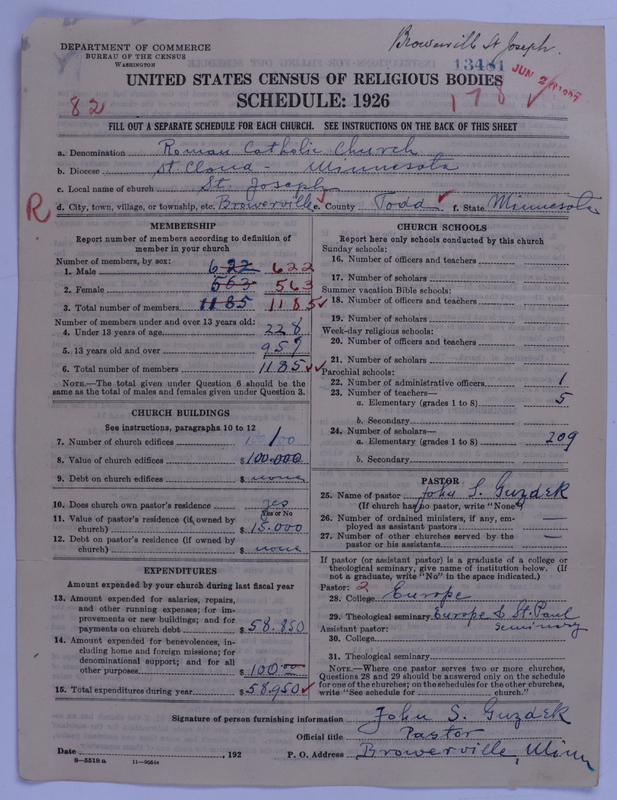 Browerville St Joseph.
DEPARTMENT OF COMMERCE
BUREAU OF THE CENSUS
WASHINGTON
13481
JUN 2 1927
UNITED STATES CENSUS OF RELIGIOUS BODIES
SCHEDULE: 1926
82
178 ✓
FILL OUT A SEPARATE SCHEDULE FOR EACH CHURCH. SEE INSTRUCTIONS ON THE BACK OF THIS SHEET
a. Denomination Roman Catholic Church
b. Diocese St Cloud - Minnesota
c. Local name of church St. Joseph
R
d. City, town, village, or township, etc. Browerville e. County Todd f. State Minnesota
MEMBERSHIP
Report number of members according to definition of
member in your church
Number of members, by sex:
1. Male 622 622
2. Female 563 563
3. Total number of members 1185 1185 ✓
Number of members under and over 13 years old:
4. Under 13 years of age 228
5. 13 years old and over 957
6. Total number of members 1185 ✓✓
NOTE.—The total given under Question 6 should be the
same as the total of males and females given under Question 3.
CHURCH BUILDINGS
See instructions, paragraphs 10 to 12
7. Number of church edifices 1
8. Value of church edifices $ 100.000
9. Debt on church edifices $ none
10. Does church own pastor's residence yes
Yes or No
11. Value of pastor's residence (if owned by
church) $ 15.000
12. Debt on pastor's residence (if owned by
church) $ none
EXPENDITURES
Amount expended by your church during last fiscal year
13. Amount expended for salaries, repairs,
and other running expenses; for im-
provements or new buildings; and for
payments on church debt $ 58.850
14. Amount expended for benevolences, in-
cluding home and foreign missions; for
denominational support; and for all
other purposes $ 100.00
15. Total expenditures during year $ 58.950 ✓
CHURCH SCHOOLS
Report here only schools conducted by this church
Sunday schools:
16. Number of officers and teachers
17. Number of scholars
Summer vacation Bible schools:
18. Number of officers and teachers
19. Number of scholars
Week-day religious schools:
20. Number of officers and teachers
21. Number of scholars
Parochial schools:
22. Number of administrative officers 1
23. Number of teachers—
a. Elementary (grades 1 to 8) 5
b. Secondary
24. Number of scholars—
a. Elementary (grades 1 to 8) 209
b. Secondary
PASTOR
25. Name of pastor John S. Guzdek
(If church has no pastor, write "None")
26. Number of ordained ministers, if any, em-
ployed as assistant pastors —
27. Number of other churches served by the
pastor or his assistants —
If pastor (or assistant pastor) is a graduate of a college or
theological seminary, give name of institution below. (If
not a graduate, write "No" in the space indicated.)
Pastor: 2
28. College Europe
29. Theological seminary Europe & St. Paul
Seminary
Assistant pastor:
30. College
31. Theological seminary
NOTE.—Where one pastor serves two or more churches,
Questions 28 and 29 should be answered only on the schedule
for one of the churches; on the schedules for the other churches,
write "See schedule for church."
Signature of person furnishing information John S. Guzdek
Official title Pastor
Date , 192 P. O. Address Browerville, Minn
8—5519a 11—9054a